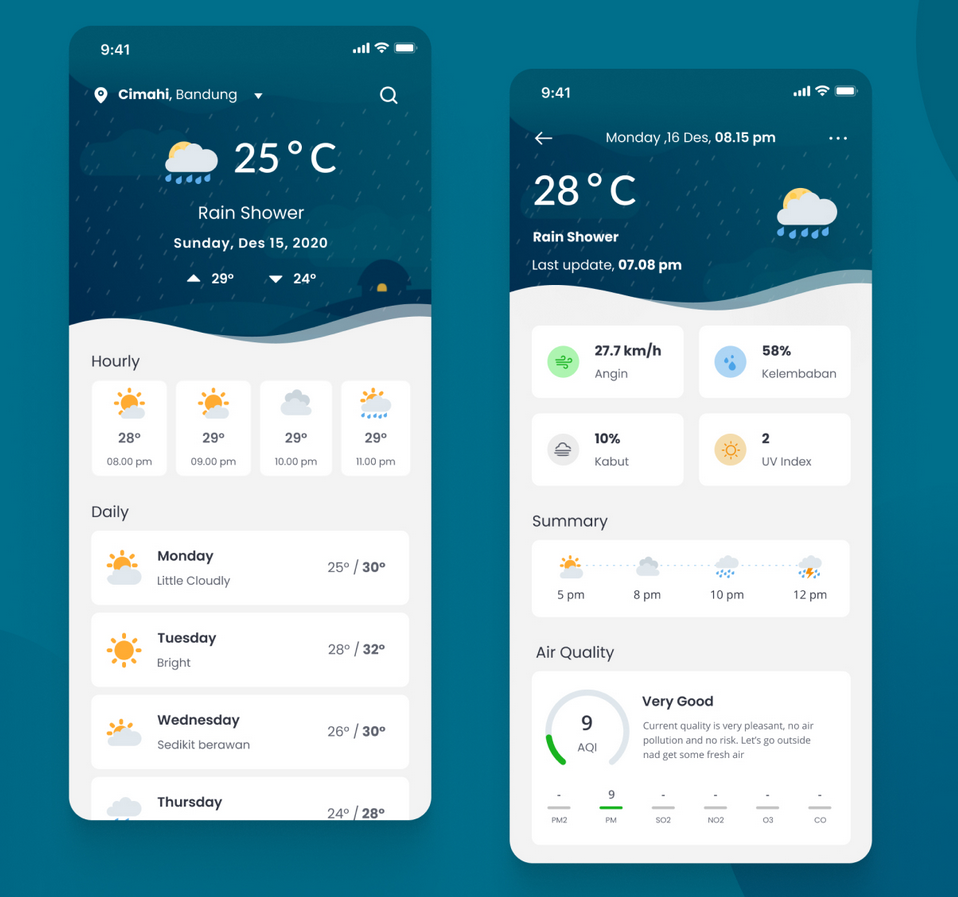 9:41
Cimahi, Bandung
25°C
Rain Shower
Sunday, Des 15, 2020
29° 24°
Hourly
28° 29° 29° 29°
08.00 pm 09.00 pm 10.00 pm 11.00 pm
Daily
Monday
Little Cloudly
25° / 30°
Tuesday
Bright
28° / 32°
Wednesday
Sedikit berawan
26° / 30°
Thursday
24° / 28°
9:41
Monday ,16 Des, 08.15 pm
28°C
Rain Shower
Last update, 07.08 pm
27.7 km/h
Angin
58%
Kelembaban
10%
Kabut
2
UV Index
Summary
5 pm 8 pm 10 pm 12 pm
Air Quality
9
AQI
Very Good
Current quality is very pleasant, no air
pollution and no risk. Let's go outside
nad get some fresh air
- 9 - - - -
PM2 PM SO2 NO2 O3 CO